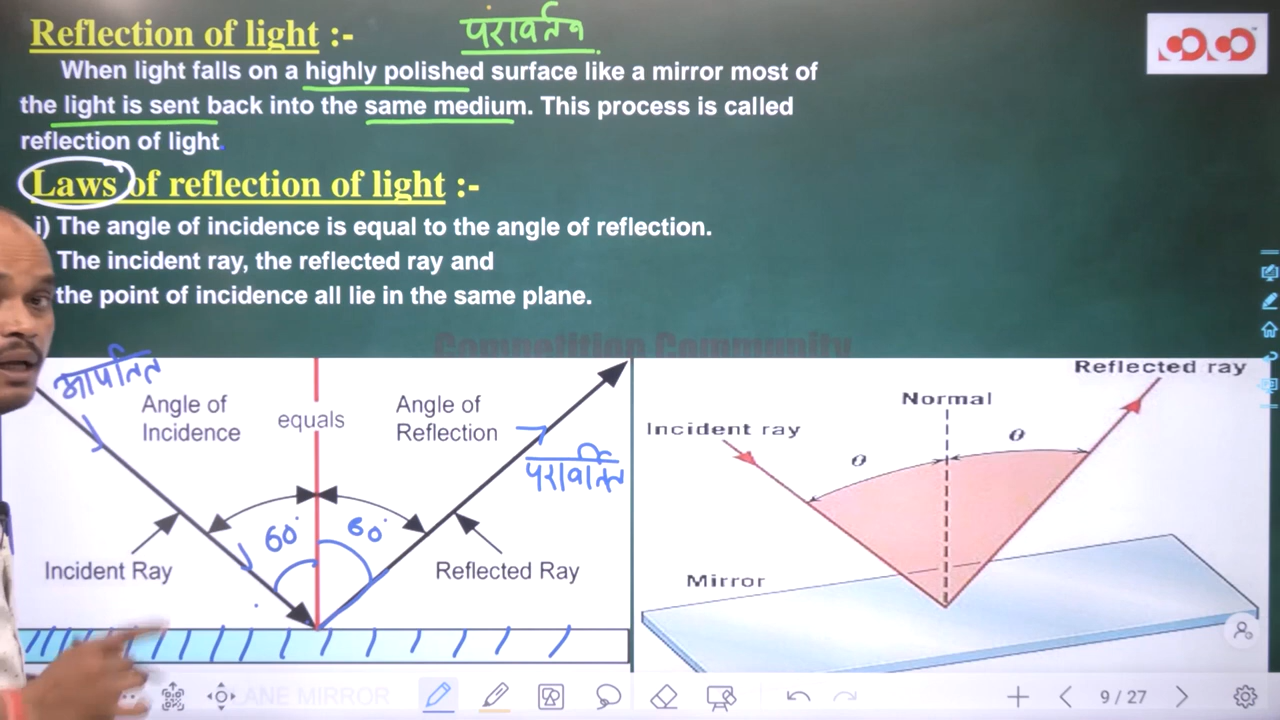 Reflection of light :-
परावर्तन
When light falls on a highly polished surface like a mirror most of
the light is sent back into the same medium. This process is called
reflection of light.
Laws of reflection of light :-
i) The angle of incidence is equal to the angle of reflection.
The incident ray, the reflected ray and
the point of incidence all lie in the same plane.
Competition Community
आपतित
Angle of
Incidence
equals
Angle of
Reflection
परावर्तित
60°
60°
Incident Ray
Reflected Ray
PLANE MIRROR
Reflected ray
Normal
Incident ray
θ
θ
Mirror
9 / 27